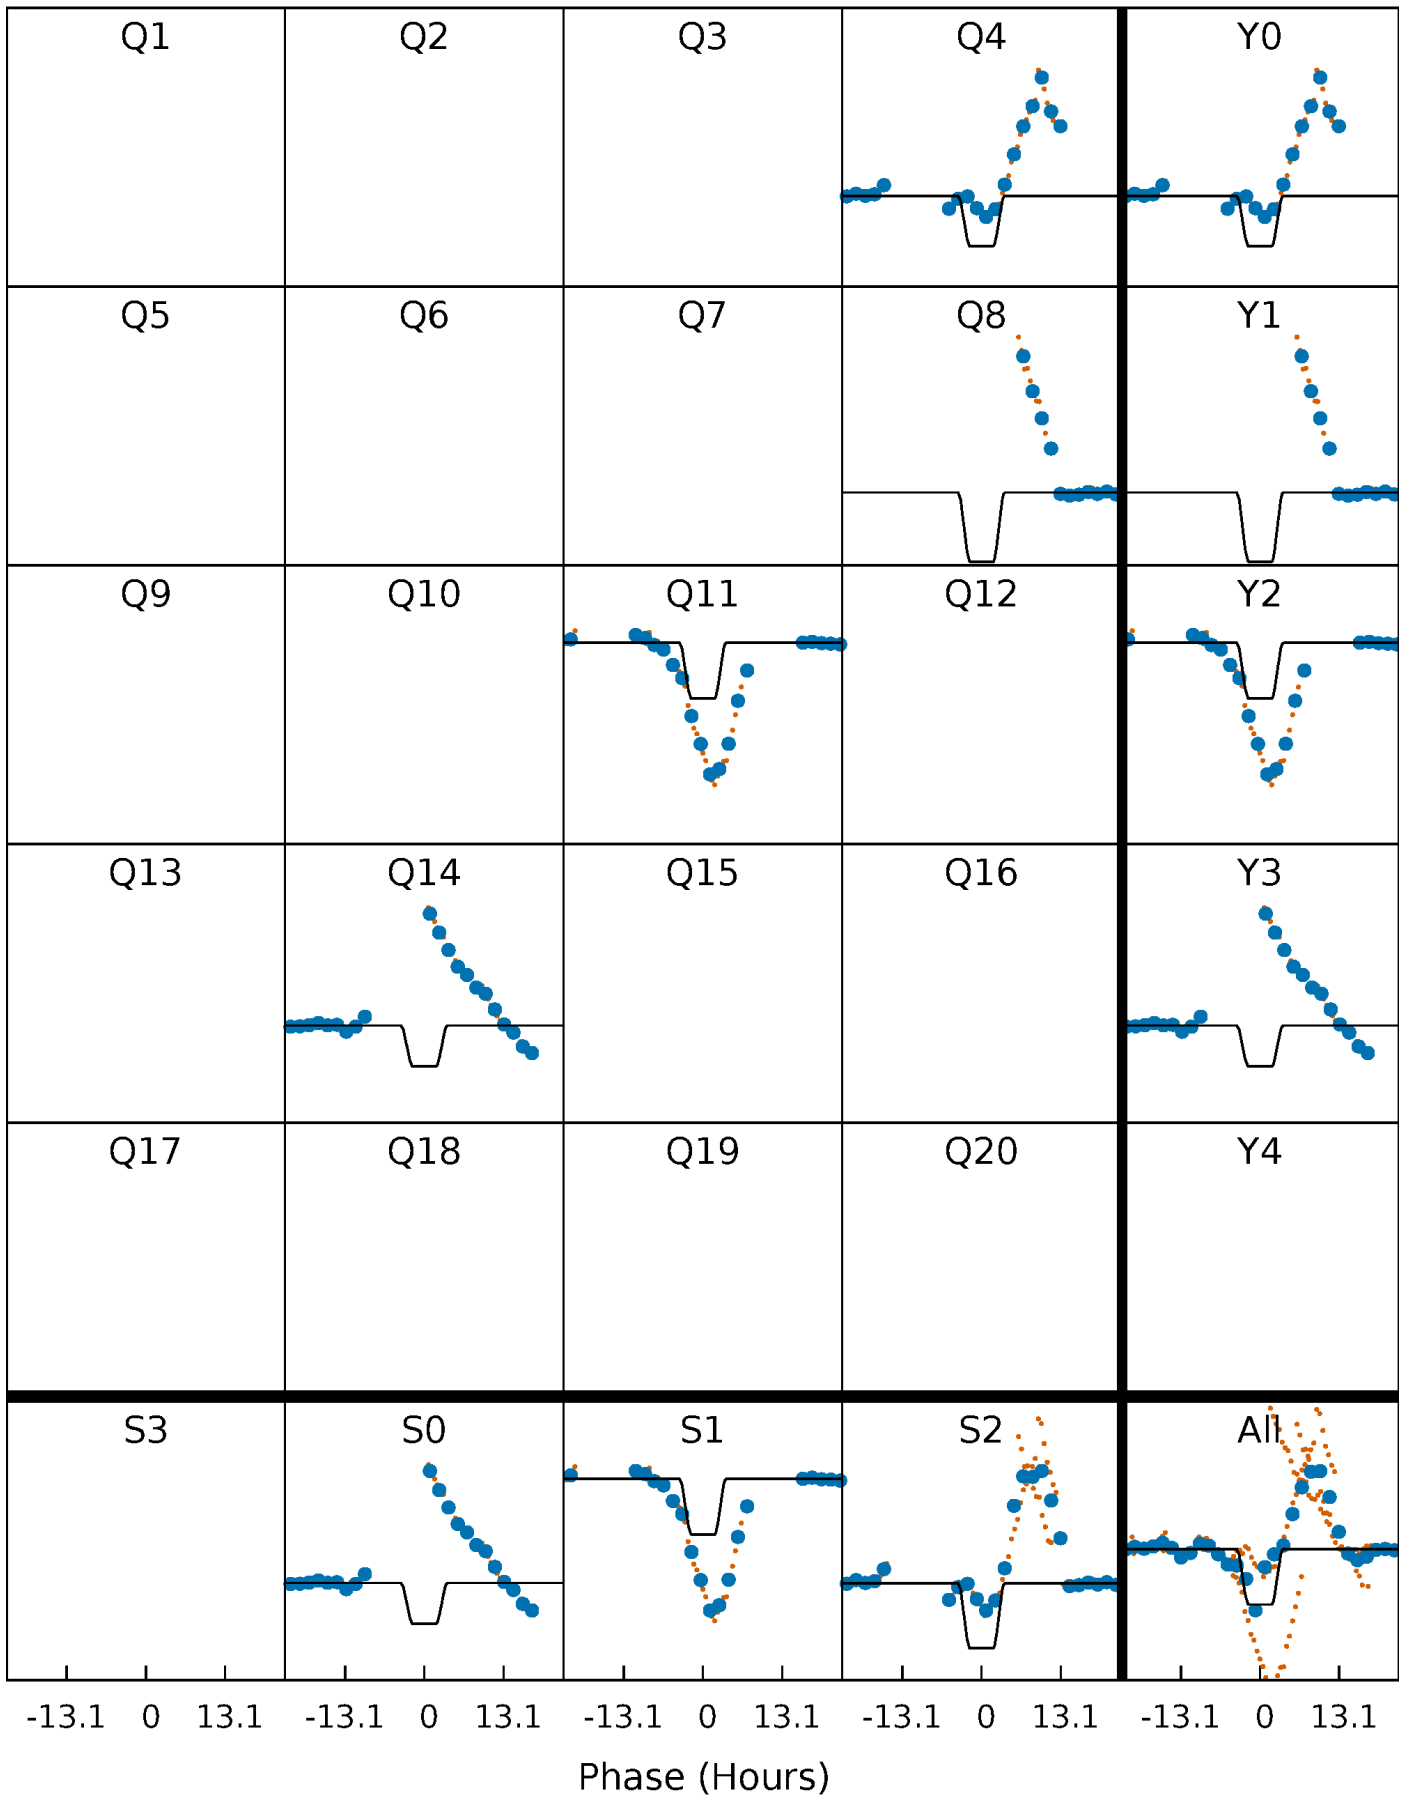 Q1 Q2 Q3 Q4 Y0
Q5 Q6 Q7 Q8 Y1
Q9 Q10 Q11 Q12 Y2
Q13 Q14 Q15 Q16 Y3
Q17 Q18 Q19 Q20 Y4
S3 S0 S1 S2 All
-13.1 0 13.1 -13.1 0 13.1 -13.1 0 13.1 -13.1 0 13.1 -13.1 0 13.1
Phase (Hours)